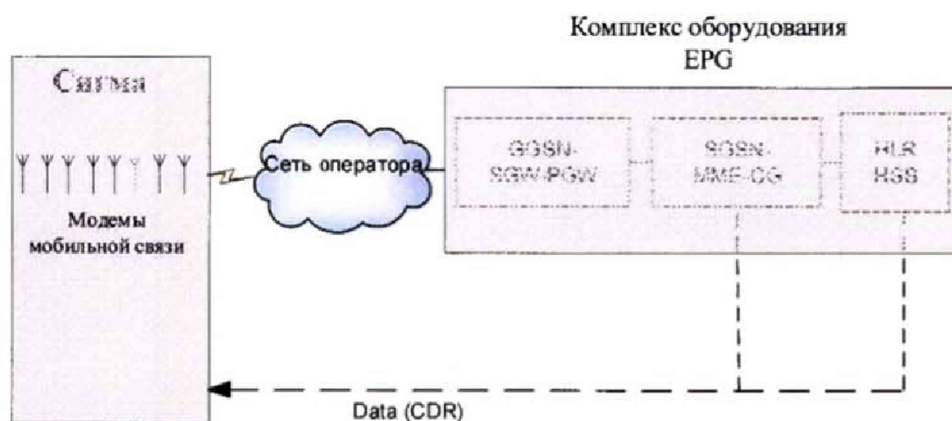 Комплекс оборудования
EPG
Сигма
Сеть оператора
GGSN-
SGW-PGW
SGSN-
MME-CG
HLR
HSS
Модемы
мобильной связи
Data (CDR)